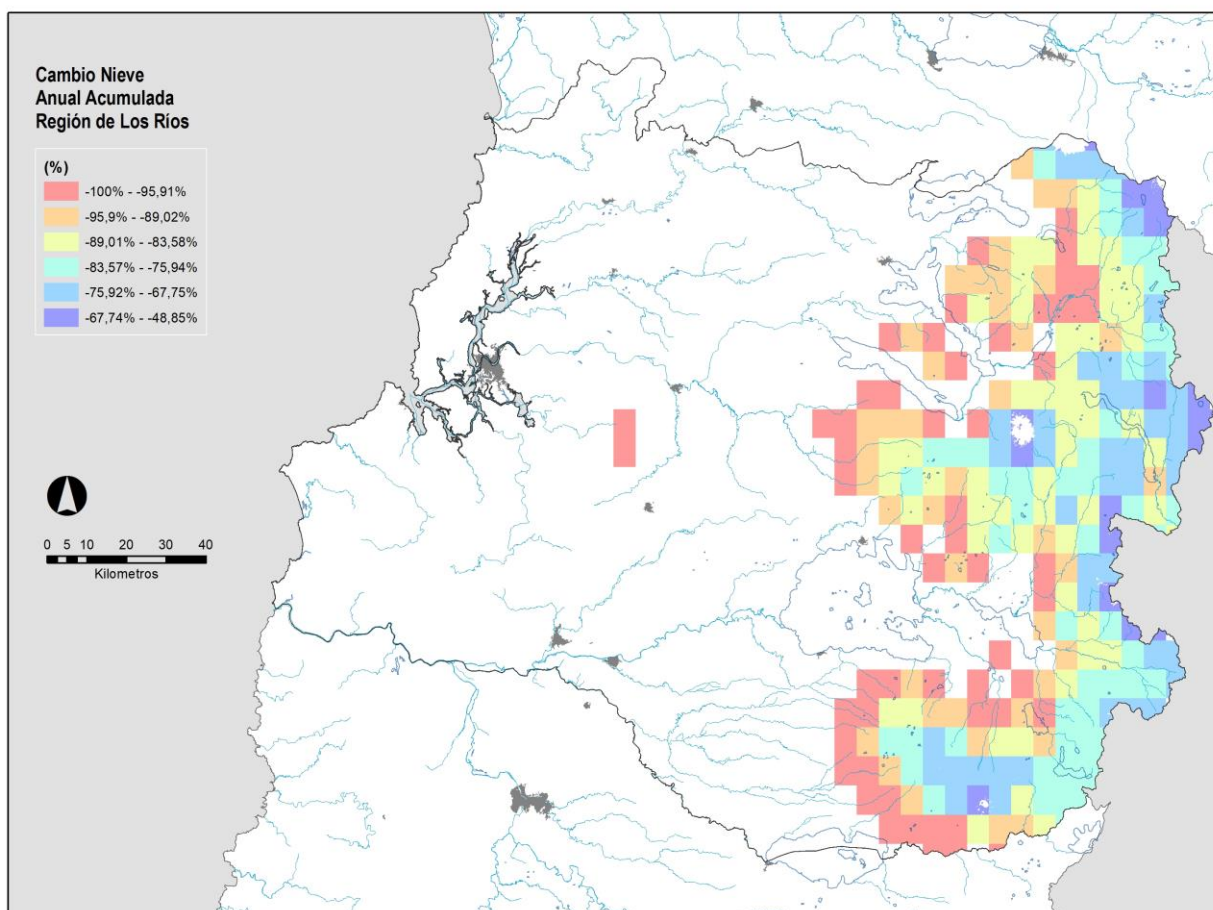 Cambio Nieve
Anual Acumulada
Región de Los Ríos
(%)
-100% - -95,91%
-95,9% - -89,02%
-89,01% - -83,58%
-83,57% - -75,94%
-75,92% - -67,75%
-67,74% - -48,85%
0 5 10 20 30 40
Kilometros